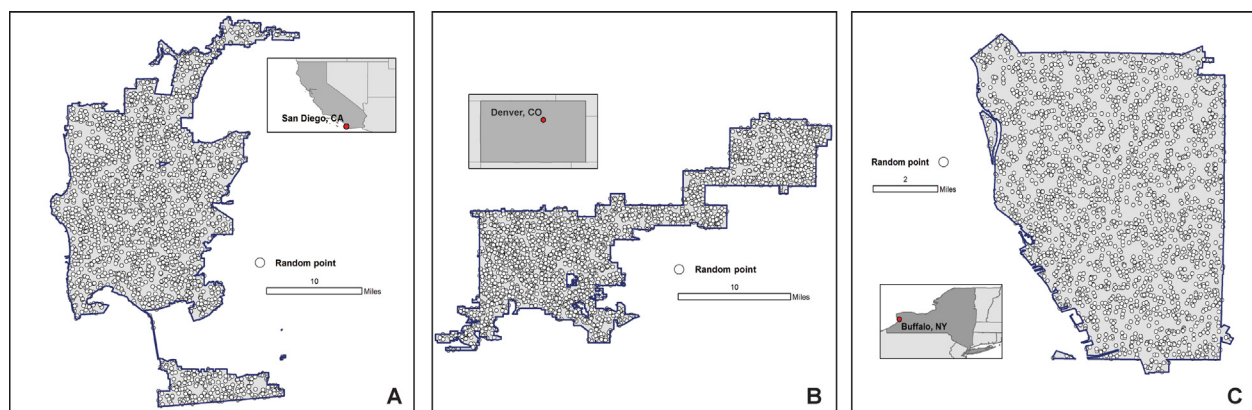 San Diego, CA
Random point
10
Miles
A
Denver, CO
Random point
10
Miles
B
Random point
2
Miles
Buffalo, NY
C